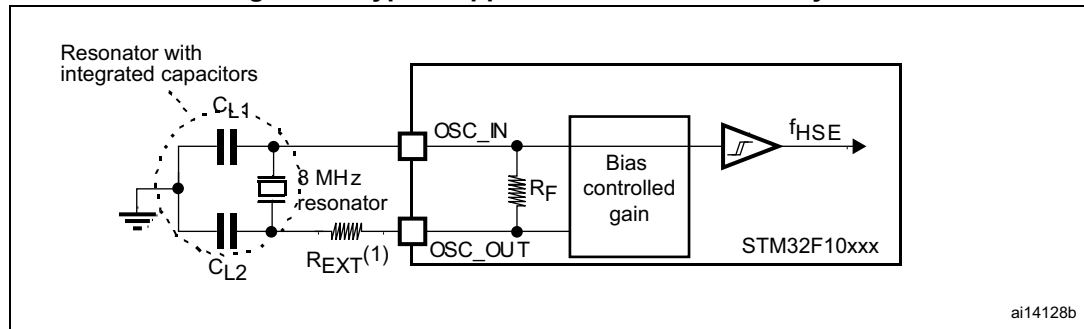 Resonator with
integrated capacitors
CL1
OSC_IN
fHSE
8 MHz
resonator
RF
Bias
controlled
gain
REXT(1)
OSC_OUT
STM32F10xxx
CL2
ai14128b